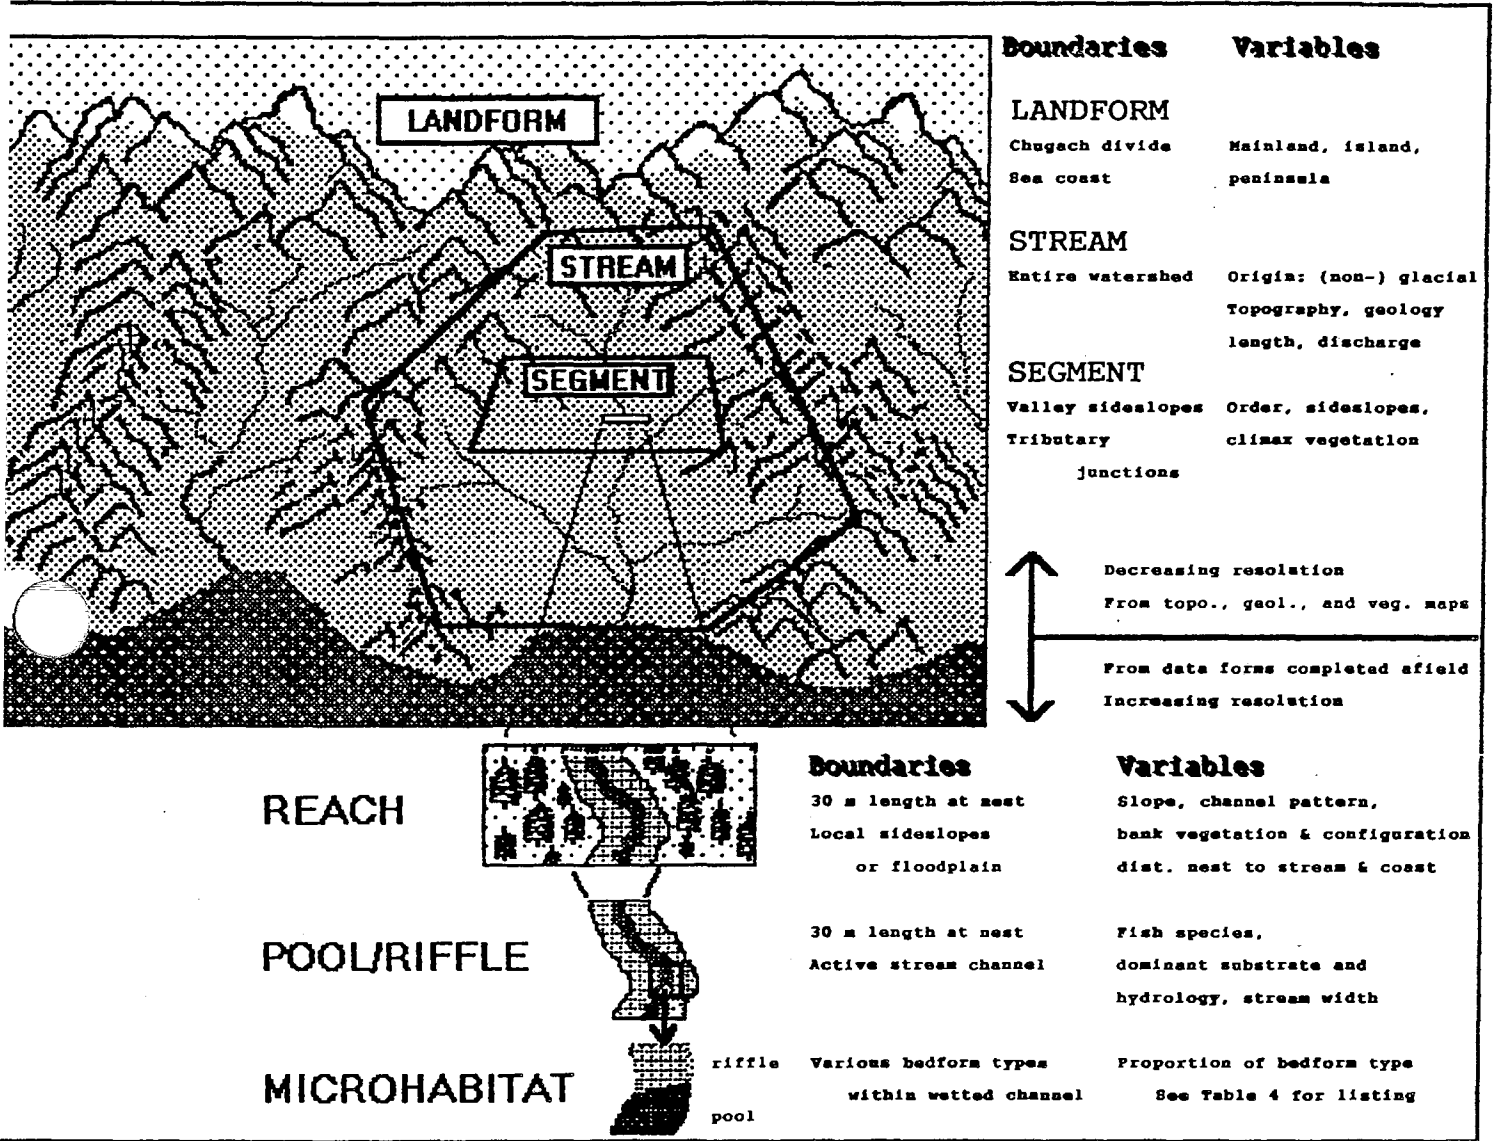 Boundaries Variables
LANDFORM
LANDFORM
Chugach divide Mainland, island,
Sea coast peninsula
STREAM
STREAM
Entire watershed Origin: (non-) glacial
Topography, geology
length, discharge
SEGMENT
SEGMENT
Valley sideslopes Order, sideslopes,
Tributary climax vegetation
junctions
Decreasing resolution
From topo., geol., and veg. maps
From data forms completed afield
Increasing resolution
Boundaries Variables
REACH
30 m length at nest Slope, channel pattern,
Local sideslopes bank vegetation & configuration
or floodplain dist. nest to stream & coast
POOL/RIFFLE
30 m length at nest Fish species,
Active stream channel dominant substrate and
hydrology, stream width
MICROHABITAT
riffle Various bedform types Proportion of bedform type
within wetted channel See Table 4 for listing
pool